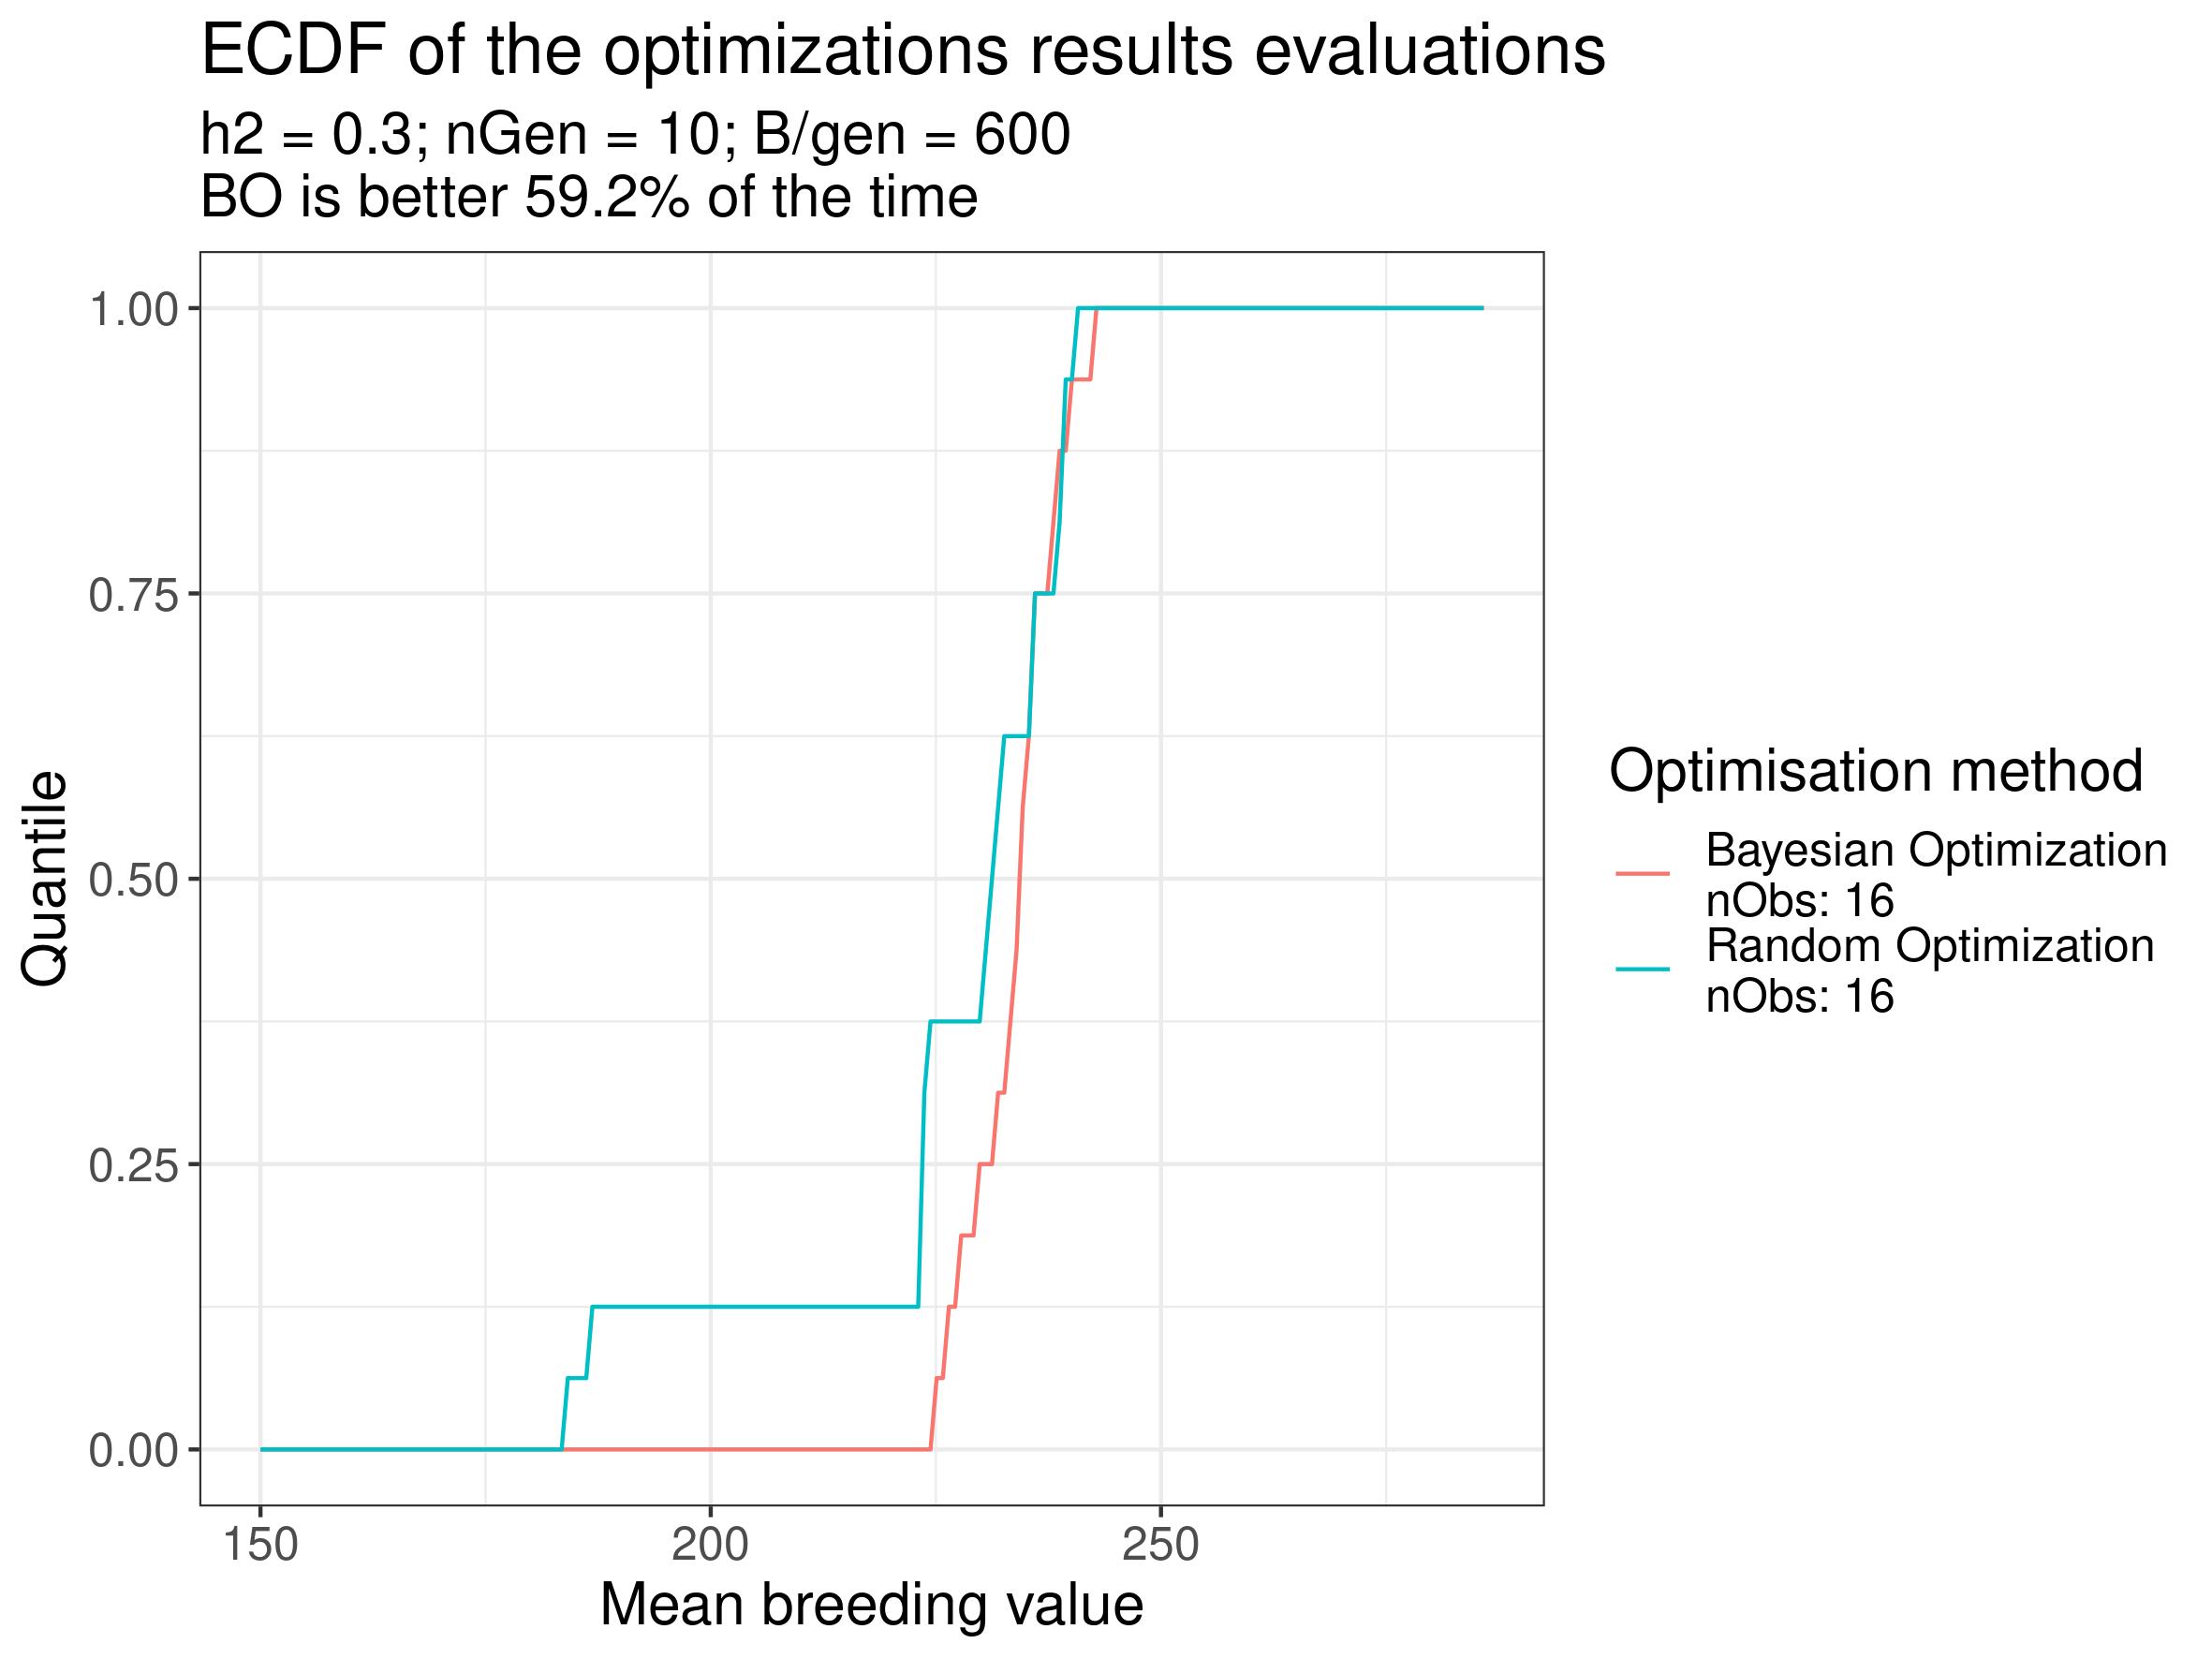 ECDF of the optimizations results evaluations
h2 = 0.3; nGen = 10; B/gen = 600
BO is better 59.2% of the time
1.00
0.75
0.50
0.25
0.00
Quantile
150 200 250
Mean breeding value
Optimisation method
Bayesian Optimization
nObs: 16
Random Optimization
nObs: 16